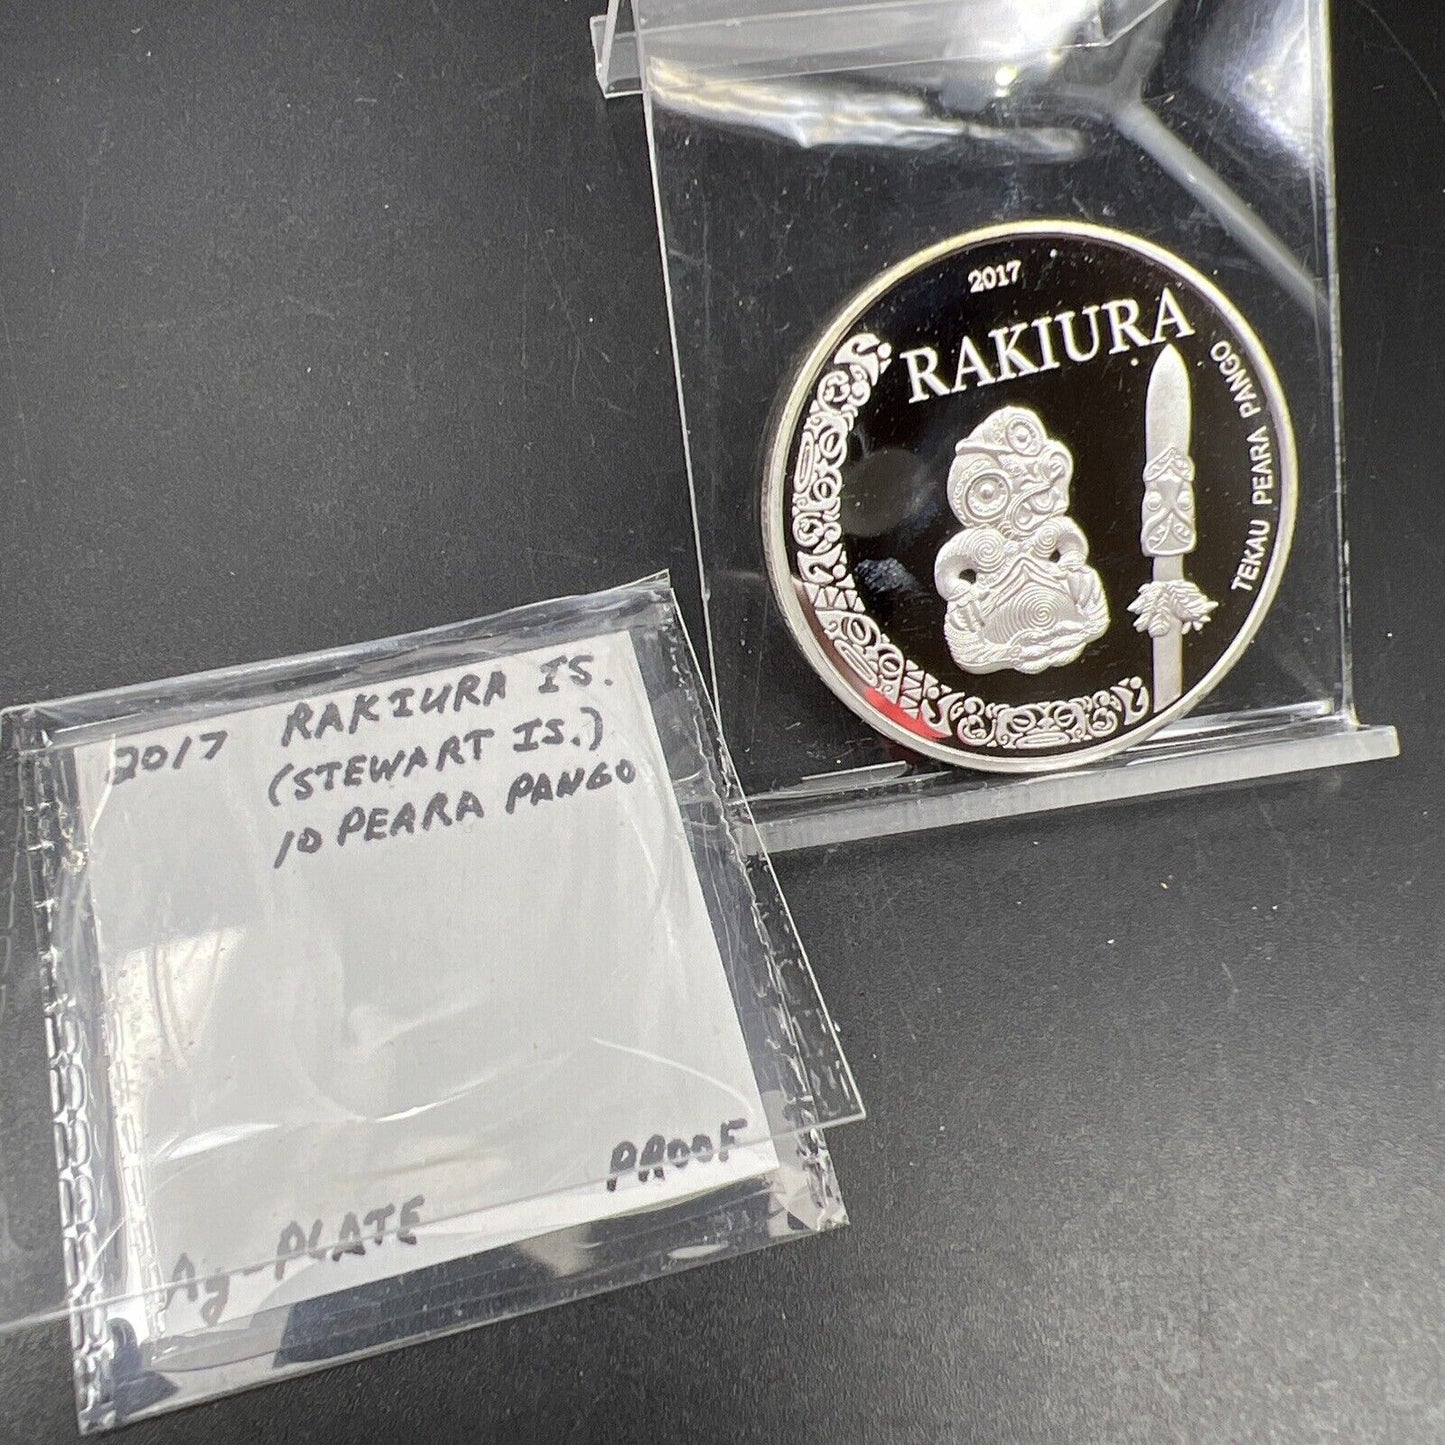 2017
RAKIURA
TEKAU PEARA PANGO
2017 RAKIURA IS.
(STEWART IS.)
10 PEARA PANGO
PROOF
Ag-PLATE